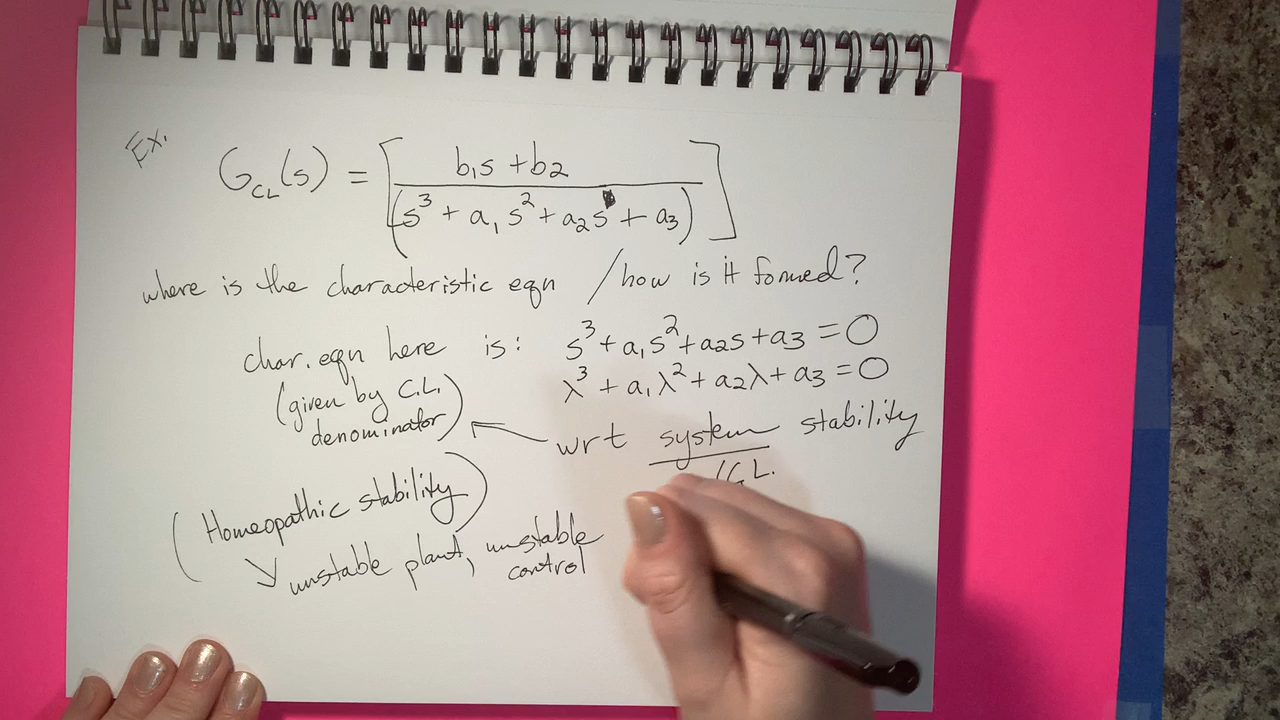 Ex.
G_CL(s) = [ (b₁s + b₂) / (s³ + a₁s² + a₂s + a₃) ]
where is the characteristic eqn / how is it formed?
char. eqn here is: s³ + a₁s² + a₂s + a₃ = 0
(given by C.L. denominator) λ³ + a₁λ² + a₂λ + a₃ = 0
wrt system stability
(Homeopathic stability)
unstable plant, unstable control